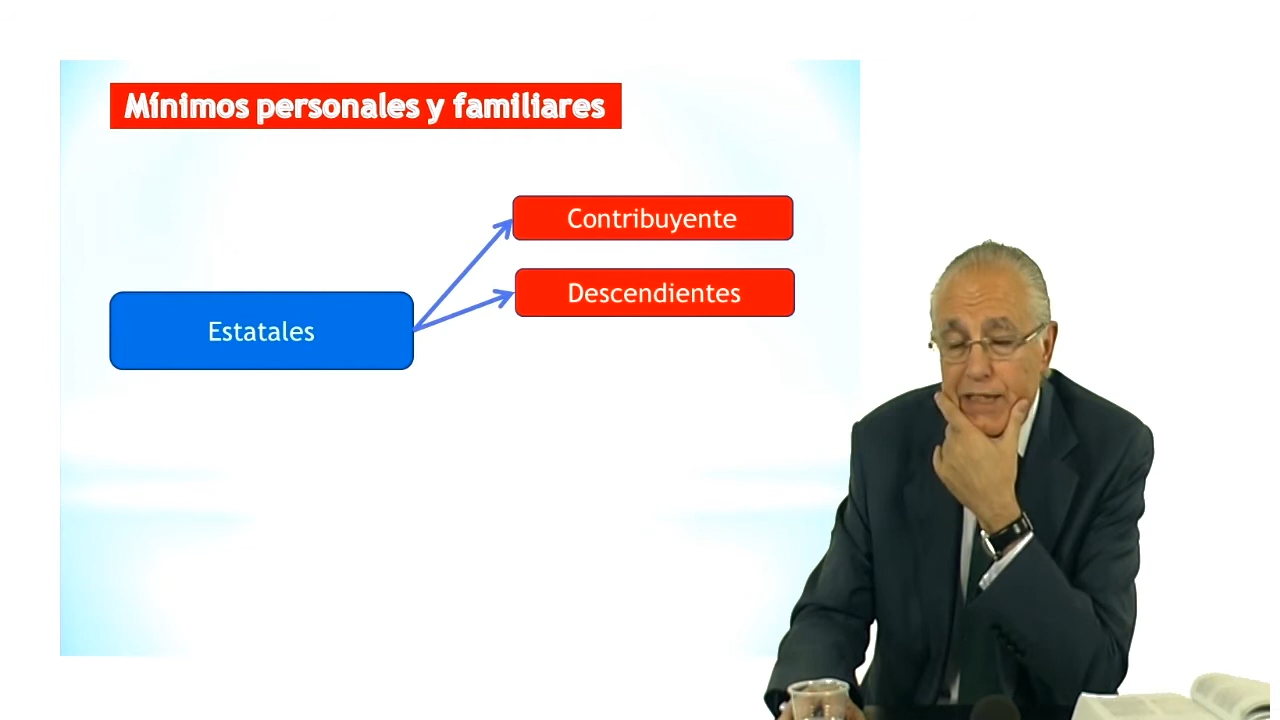 Mínimos personales y familiares
Contribuyente
Descendientes
Estatales